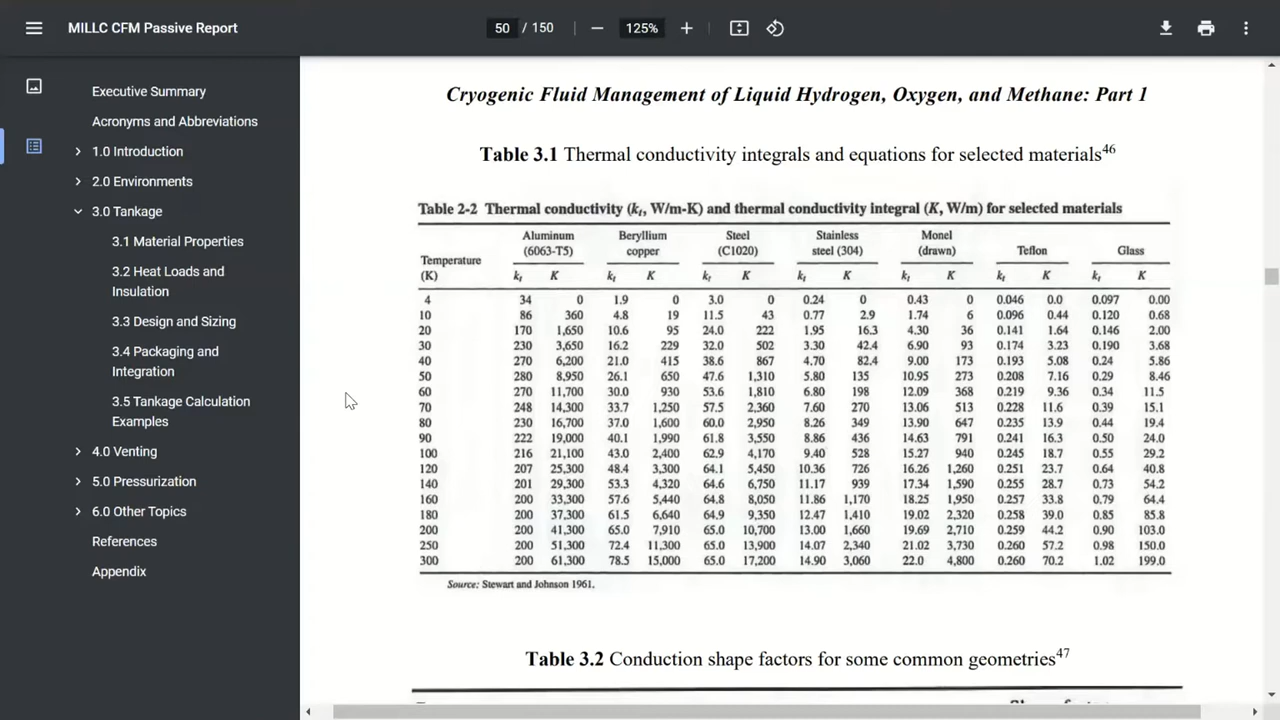 MILLC CFM Passive Report
50 / 150
125%
Executive Summary
Acronyms and Abbreviations
1.0 Introduction
2.0 Environments
3.0 Tankage
3.1 Material Properties
3.2 Heat Loads and
Insulation
3.3 Design and Sizing
3.4 Packaging and
Integration
3.5 Tankage Calculation
Examples
4.0 Venting
5.0 Pressurization
6.0 Other Topics
References
Appendix
Cryogenic Fluid Management of Liquid Hydrogen, Oxygen, and Methane: Part 1
Table 3.1 Thermal conductivity integrals and equations for selected materials46
Table 2-2 Thermal conductivity (kt, W/m-K) and thermal conductivity integral (K, W/m) for selected materials
Aluminum Beryllium Steel Stainless Monel
Temperature (6063-T5) copper (C1020) steel (304) (drawn) Teflon Glass
(K) kt K kt K kt K kt K kt K kt K kt K
4 34 0 1.9 0 3.0 0 0.24 0 0.43 0 0.046 0.0 0.097 0.00
10 86 360 4.8 19 11.5 43 0.77 2.9 1.74 6 0.096 0.44 0.120 0.68
20 170 1,650 10.6 95 24.0 222 1.95 16.3 4.30 36 0.141 1.64 0.146 2.00
30 230 3,650 16.2 229 32.0 502 3.30 42.4 6.90 93 0.174 3.23 0.190 3.68
40 270 6,200 21.0 415 38.6 867 4.70 82.4 9.00 173 0.193 5.08 0.24 5.86
50 280 8,950 26.1 650 47.6 1,310 5.80 135 10.95 273 0.208 7.16 0.29 8.46
60 270 11,700 30.0 930 53.6 1,810 6.80 198 12.09 368 0.219 9.36 0.34 11.5
70 248 14,300 33.7 1,250 57.5 2,360 7.60 270 13.06 513 0.228 11.6 0.39 15.1
80 230 16,700 37.0 1,600 60.0 2,950 8.26 349 13.90 647 0.235 13.9 0.44 19.4
90 222 19,000 40.1 1,990 61.8 3,550 8.86 436 14.63 791 0.241 16.3 0.50 24.0
100 216 21,100 43.0 2,400 62.9 4,170 9.40 528 15.27 940 0.245 18.7 0.55 29.2
120 207 25,300 48.4 3,300 64.1 5,450 10.36 726 16.26 1,260 0.251 23.7 0.64 40.8
140 201 29,300 53.3 4,320 64.6 6,750 11.17 939 17.34 1,590 0.255 28.7 0.73 54.2
160 200 33,300 57.6 5,440 64.8 8,050 11.86 1,170 18.25 1,950 0.257 33.8 0.79 64.4
180 200 37,300 61.5 6,640 64.9 9,350 12.47 1,410 19.02 2,320 0.258 39.0 0.85 85.8
200 200 41,300 65.0 7,910 65.0 10,700 13.00 1,660 19.69 2,710 0.259 44.2 0.90 103.0
250 200 51,300 72.4 11,300 65.0 13,900 14.07 2,340 21.02 3,730 0.260 57.2 0.98 150.0
300 200 61,300 78.5 15,000 65.0 17,200 14.90 3,060 22.0 4,800 0.260 70.2 1.02 199.0
Source: Stewart and Johnson 1961.
Table 3.2 Conduction shape factors for some common geometries47